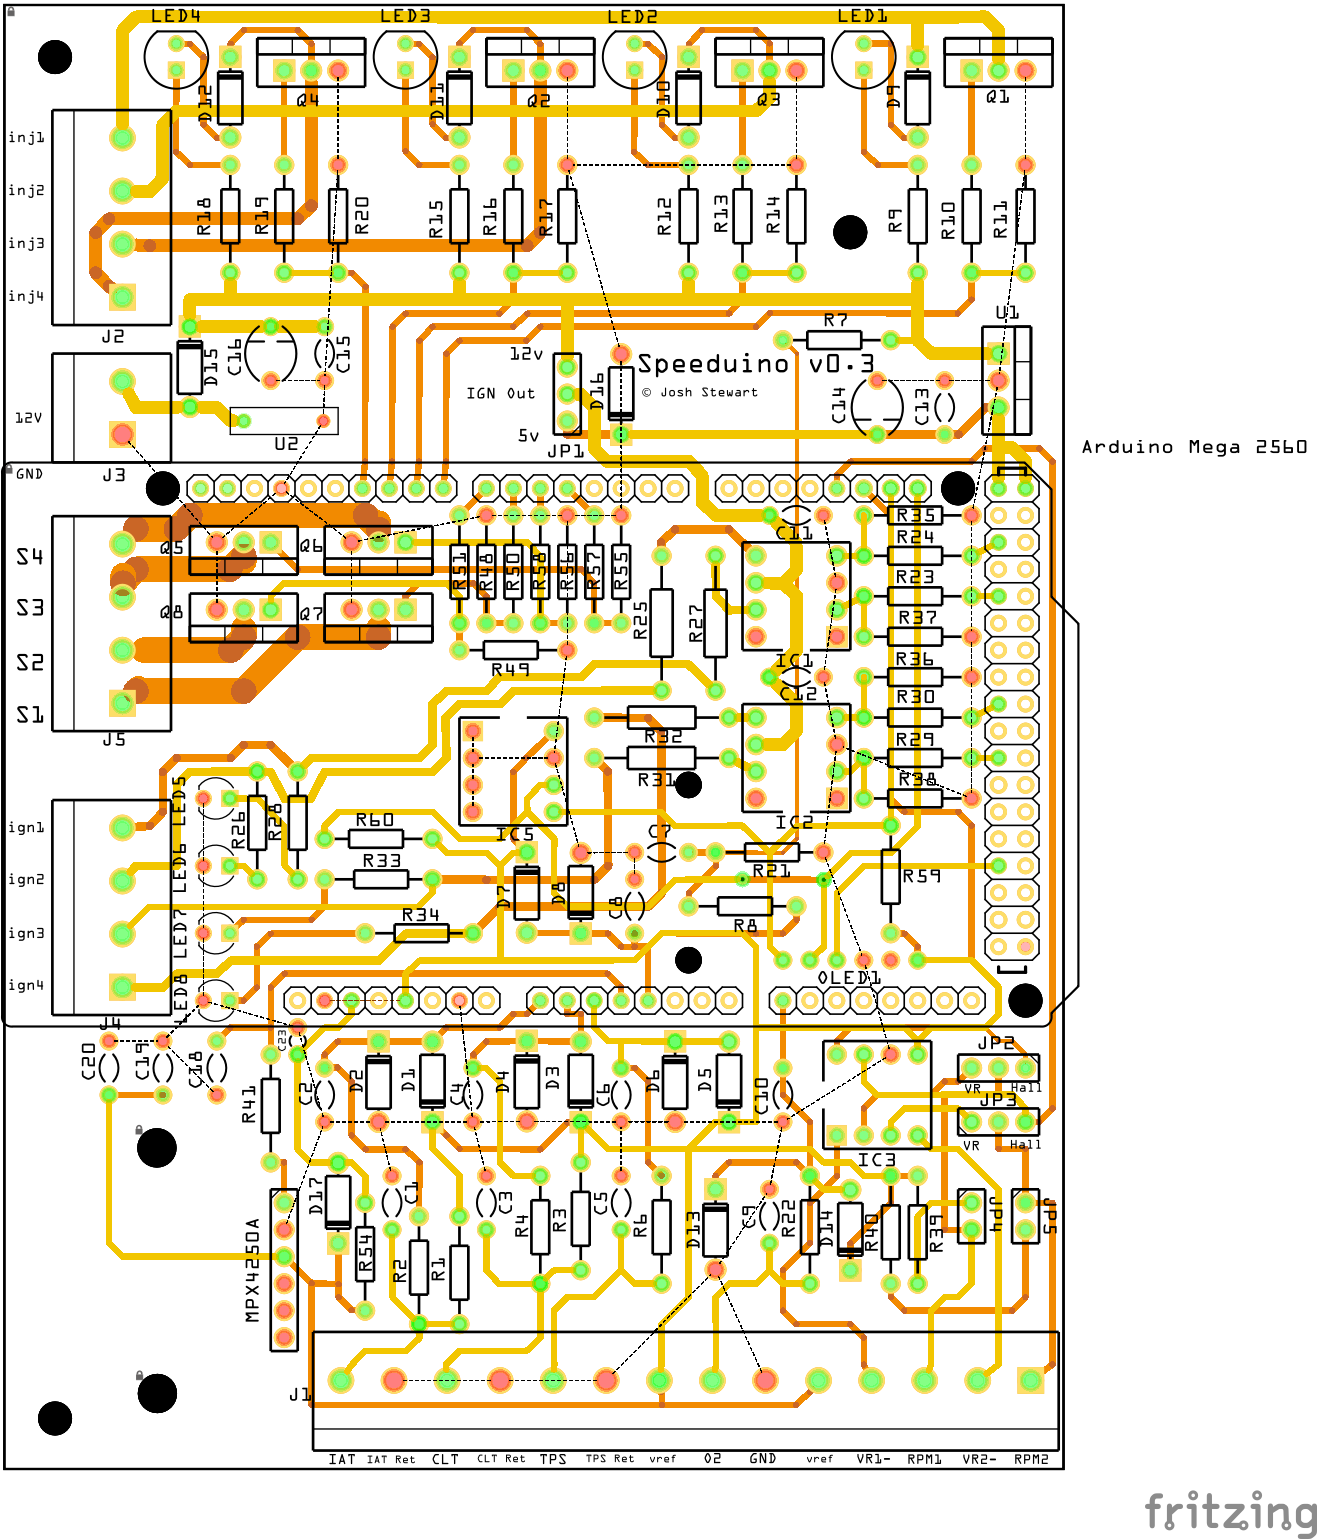 LED4 LED3 LED2 LED1
D12 Q4 D11 Q2 D10 Q3 D9 Q1
inj1
inj2
inj3
inj4
R18 R19 R20 R15 R16 R17 R12 R13 R14 R9 R10 R11
J2
U1
D15 C16 C15
12v
IGN Out
5v
JP1
D16
R7
Speeduino v0.3
© Josh Stewart
C14 C13
12V
GND
J3
U2
Arduino Mega 2560
S4
S3
S2
S1
J5
Q5 Q6
Q8 Q7
R51 R48 R50 R58 R56 R57 R55
R49
R25 R27
C11
IC1
C12
R35
R24
R23
R37
R36
R30
R29
R38
R32
R31
IC2
ign1
ign2
ign3
ign4
J4
LED5
LED6
LED7
LED8
R26 R28
R60
R33
R34
IC5
D7 D8
C7
C8
R21
R8
R59
OLED1
C20 C19 C18
C23
R41
C2 D2 D1 C4 D4 D3 C6 D6 D5 C10
IC3
JP2
VR Hall
JP3
VR Hall
MPX4250A
D17
R54
C1
R2 R1
C3
R4 R3
C5
R6
D13
C9
R22
D14
R40
R39
JP4 JP5
J1
IAT IAT Ret CLT CLT Ret TPS TPS Ret vref O2 GND vref VR1- RPM1 VR2- RPM2
fritzing